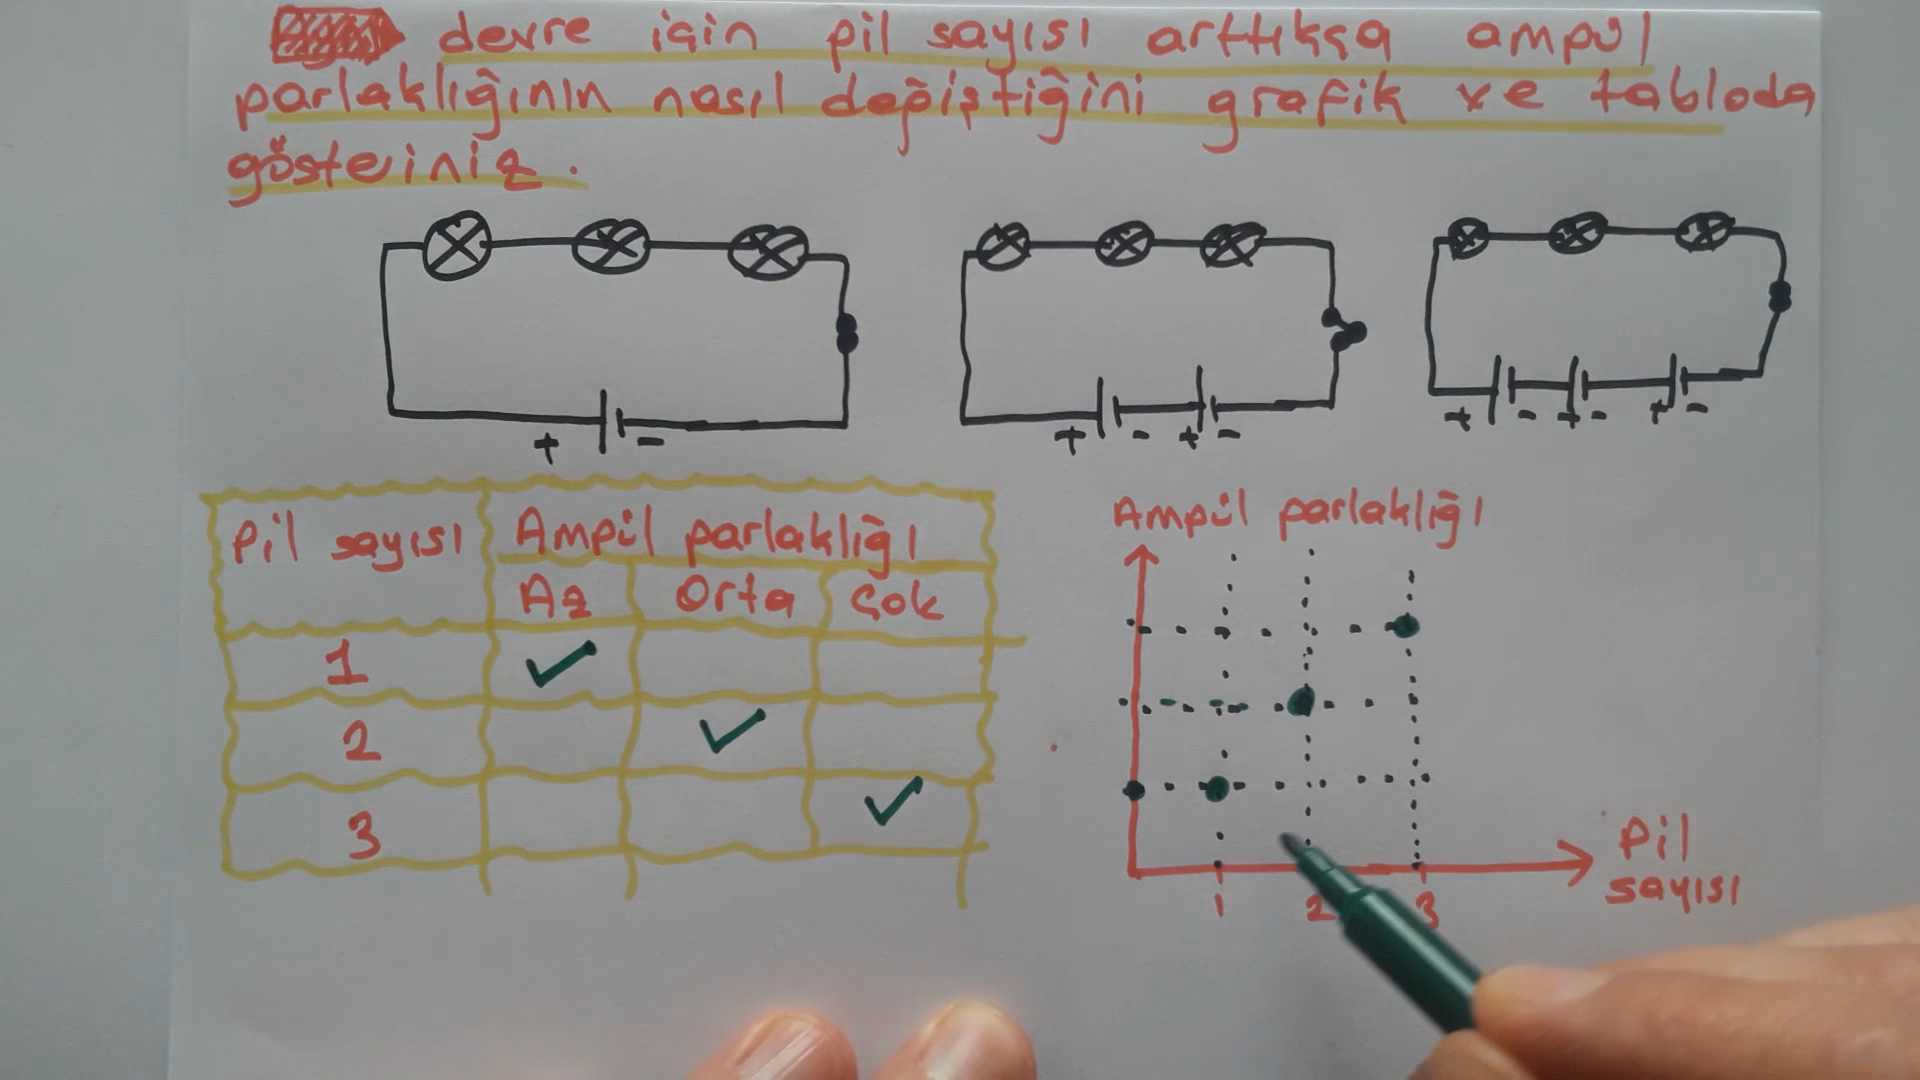 devre için pil sayısı arttıkça ampül
parlaklığının nasıl değiştiğini grafik ve tabloda
gösteriniz.
+ -
+ - + -
+ - + - + -
Pil sayısı
Ampül parlaklığı
Az Orta Çok
1
2
3
Ampül parlaklığı
1 2 3
Pil
sayısı